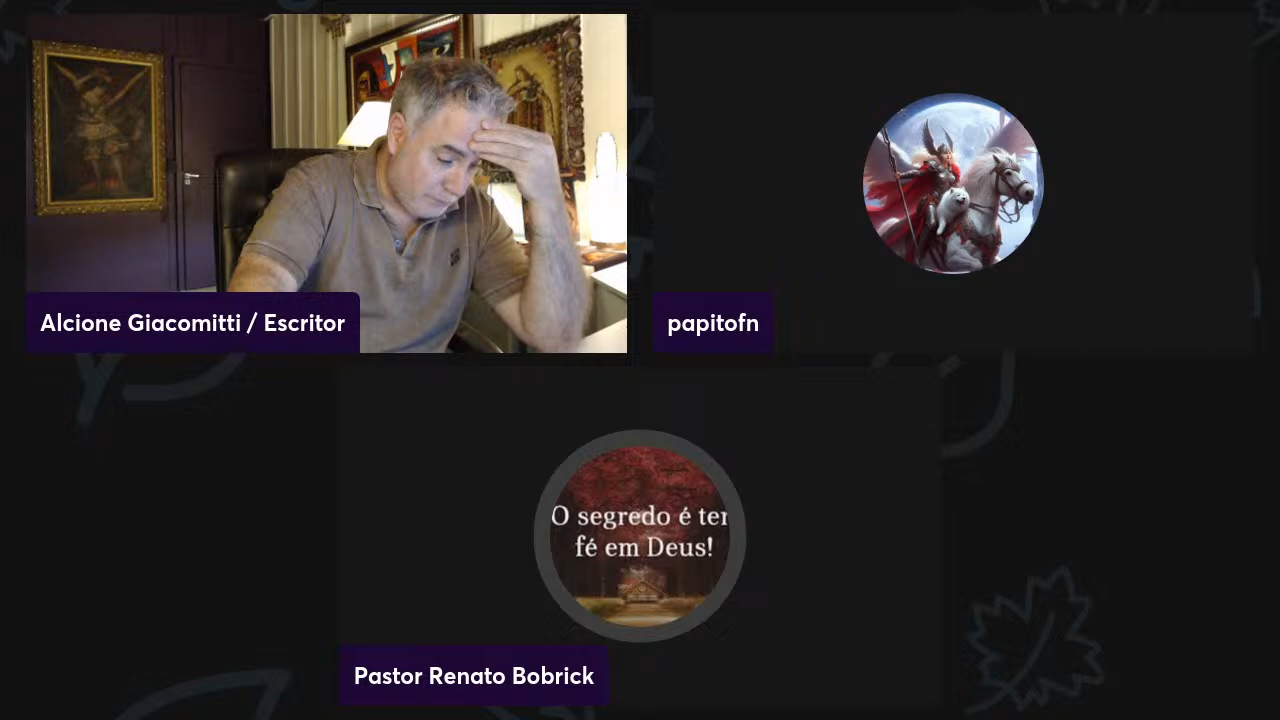 Alcione Giacomitti / Escritor
papitofn
O segredo é ter
fé em Deus!
Pastor Renato Bobrick